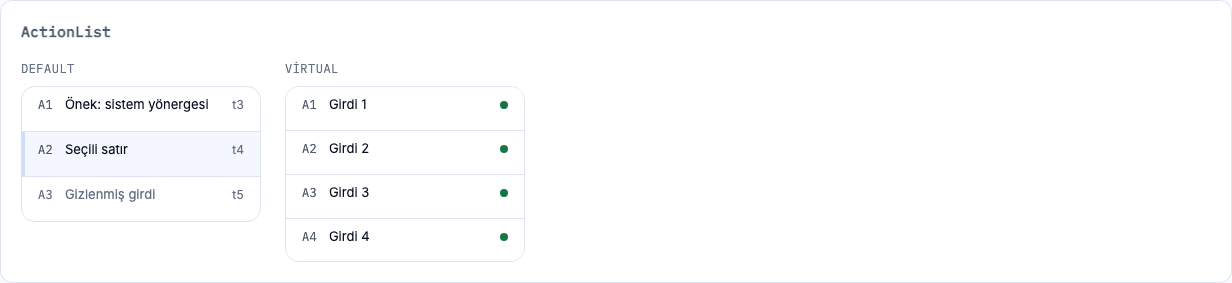 ActionList
DEFAULT
A1 Önek: sistem yönergesi t3
A2 Seçili satır t4
A3 Gizlenmiş girdi t5
VİRTUAL
A1 Girdi 1
A2 Girdi 2
A3 Girdi 3
A4 Girdi 4